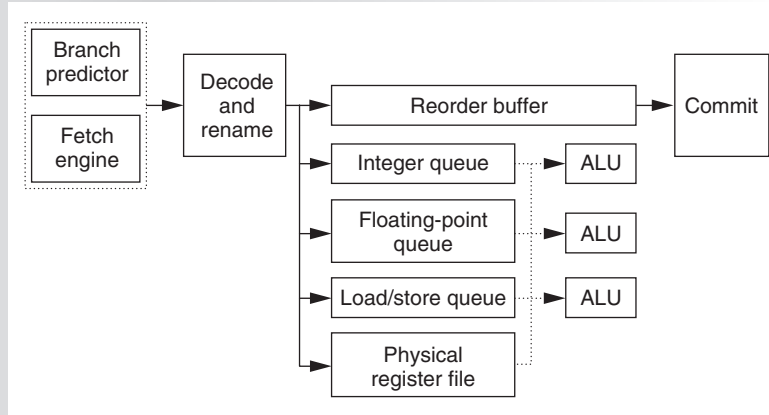 Branch
predictor
Fetch
engine
Decode
and
rename
Reorder buffer
Commit
Integer queue
ALU
Floating-point
queue
ALU
Load/store queue
ALU
Physical
register file